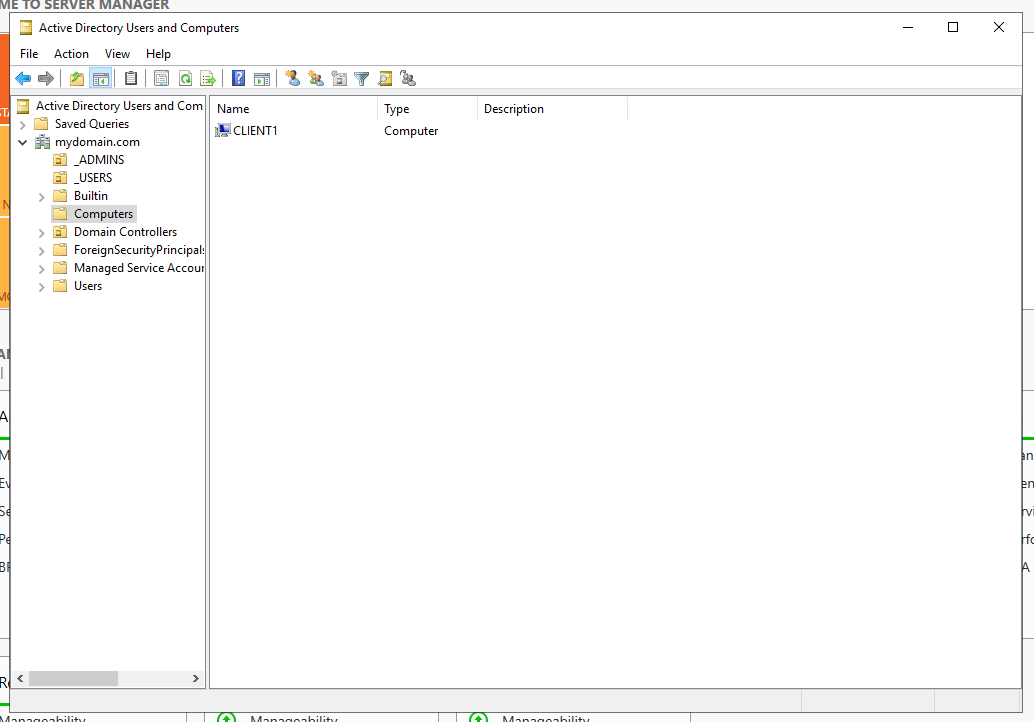 ME TO SERVER MANAGER
Active Directory Users and Computers
File Action View Help
Active Directory Users and Com
Name Type Description
Saved Queries
CLIENT1 Computer
mydomain.com
_ADMINS
_USERS
Builtin
Computers
Domain Controllers
ForeignSecurityPrincipals
Managed Service Accour
Users
Manageability Manageability Manageability